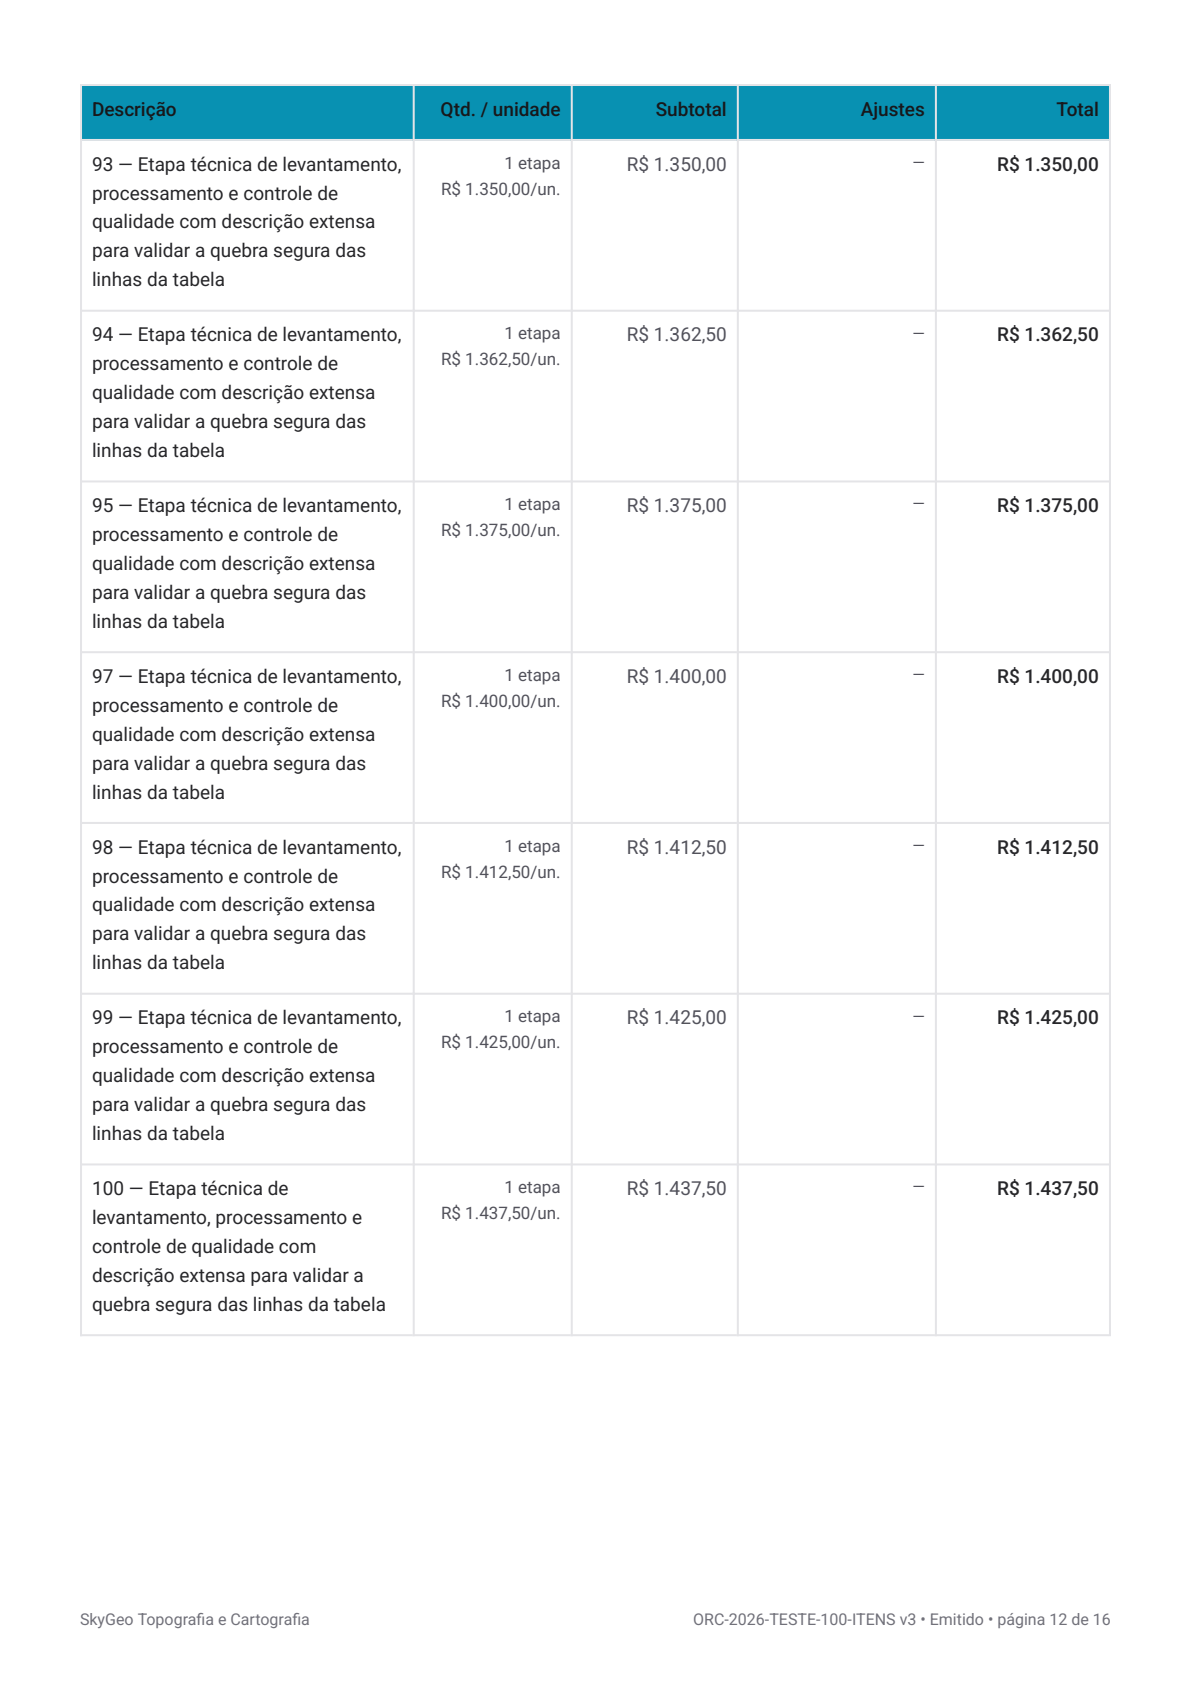 Descrição Qtd. / unidade Subtotal Ajustes Total
93 — Etapa técnica de levantamento, 1 etapa R$ 1.350,00 — R$ 1.350,00
processamento e controle de R$ 1.350,00/un.
qualidade com descrição extensa
para validar a quebra segura das
linhas da tabela
94 — Etapa técnica de levantamento, 1 etapa R$ 1.362,50 — R$ 1.362,50
processamento e controle de R$ 1.362,50/un.
qualidade com descrição extensa
para validar a quebra segura das
linhas da tabela
95 — Etapa técnica de levantamento, 1 etapa R$ 1.375,00 — R$ 1.375,00
processamento e controle de R$ 1.375,00/un.
qualidade com descrição extensa
para validar a quebra segura das
linhas da tabela
97 — Etapa técnica de levantamento, 1 etapa R$ 1.400,00 — R$ 1.400,00
processamento e controle de R$ 1.400,00/un.
qualidade com descrição extensa
para validar a quebra segura das
linhas da tabela
98 — Etapa técnica de levantamento, 1 etapa R$ 1.412,50 — R$ 1.412,50
processamento e controle de R$ 1.412,50/un.
qualidade com descrição extensa
para validar a quebra segura das
linhas da tabela
99 — Etapa técnica de levantamento, 1 etapa R$ 1.425,00 — R$ 1.425,00
processamento e controle de R$ 1.425,00/un.
qualidade com descrição extensa
para validar a quebra segura das
linhas da tabela
100 — Etapa técnica de 1 etapa R$ 1.437,50 — R$ 1.437,50
levantamento, processamento e R$ 1.437,50/un.
controle de qualidade com
descrição extensa para validar a
quebra segura das linhas da tabela
SkyGeo Topografia e Cartografia ORC-2026-TESTE-100-ITENS v3 • Emitido • página 12 de 16